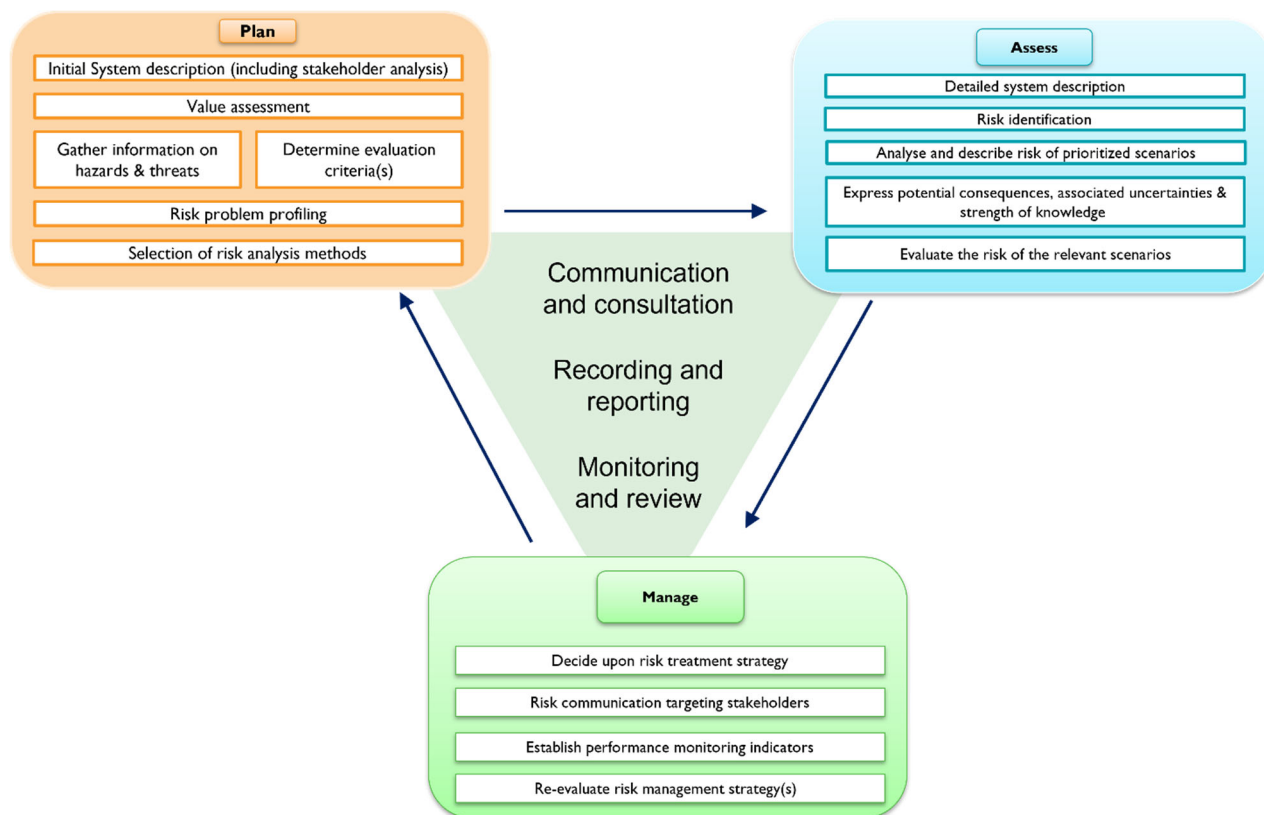 Plan
Initial System description (including stakeholder analysis)
Value assessment
Gather information on
hazards & threats
Determine evaluation
criteria(s)
Risk problem profiling
Selection of risk analysis methods
Assess
Detailed system description
Risk identification
Analyse and describe risk of prioritized scenarios
Express potential consequences, associated uncertainties &
strength of knowledge
Evaluate the risk of the relevant scenarios
Communication
and consultation
Recording and
reporting
Monitoring
and review
Manage
Decide upon risk treatment strategy
Risk communication targeting stakeholders
Establish performance monitoring indicators
Re-evaluate risk management strategy(s)